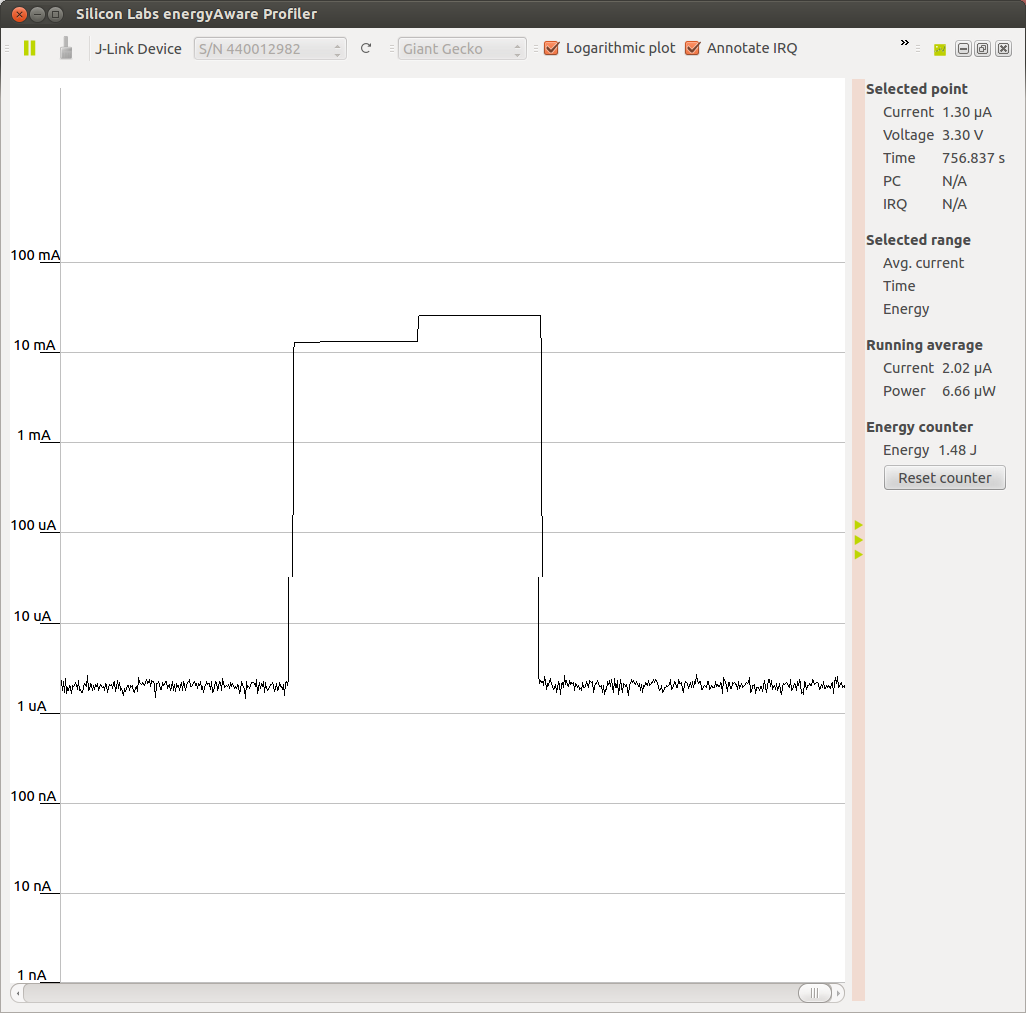 Silicon Labs energyAware Profiler
J-Link Device S/N 440012982 Giant Gecko Logarithmic plot Annotate IRQ »
100 mA
10 mA
1 mA
100 uA
10 uA
1 uA
100 nA
10 nA
1 nA
Selected point
Current 1.30 µA
Voltage 3.30 V
Time 756.837 s
PC N/A
IRQ N/A
Selected range
Avg. current
Time
Energy
Running average
Current 2.02 µA
Power 6.66 µW
Energy counter
Energy 1.48 J
Reset counter